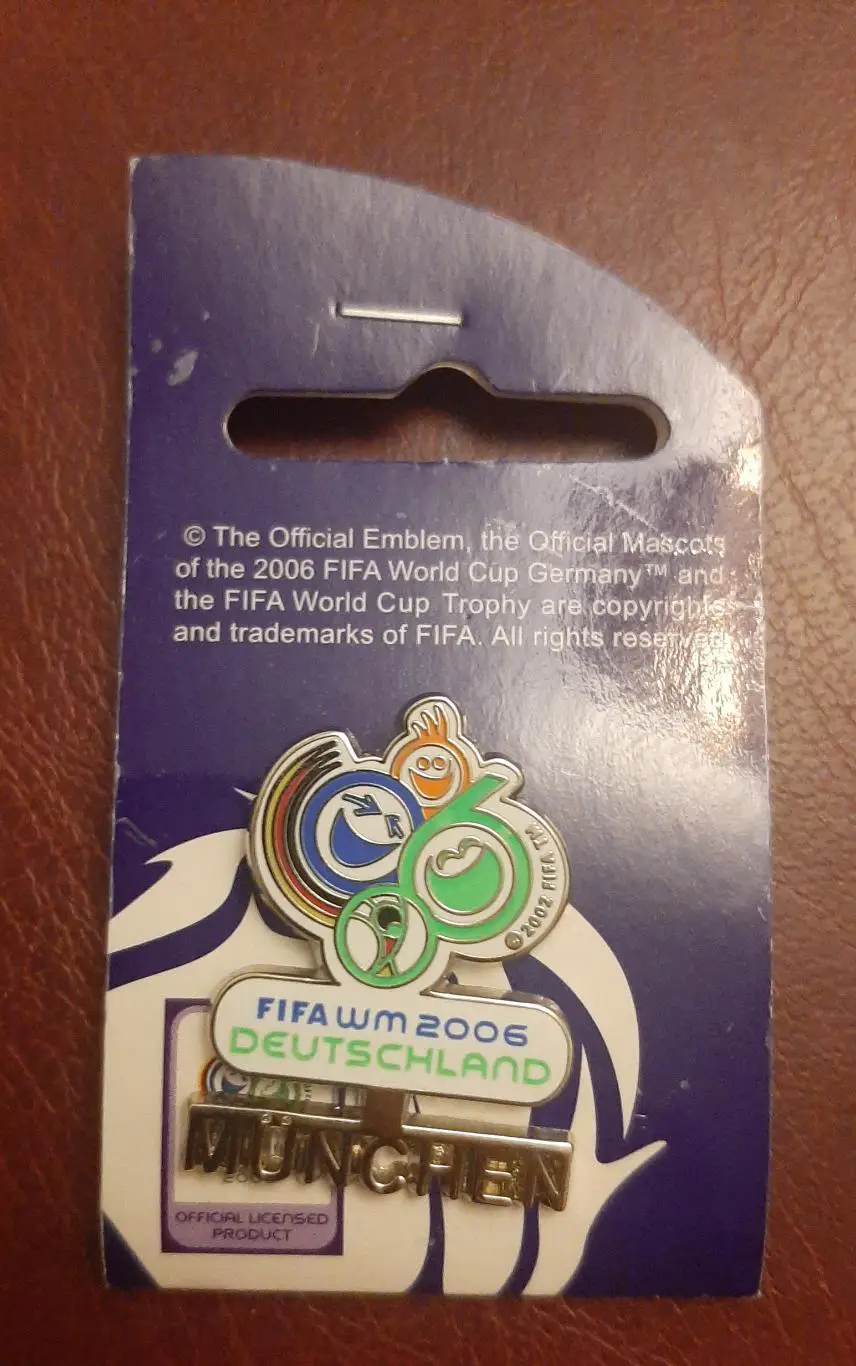 © The Official Emblem, the Official Mascots
of the 2006 FIFA World Cup Germany™ and
the FIFA World Cup Trophy are copyrights
and trademarks of FIFA. All rights reserved
©2002 FIFA TM
FIFA WM 2006
DEUTSCHLAND
MÜNCHEN
OFFICIAL LICENSED
PRODUCT